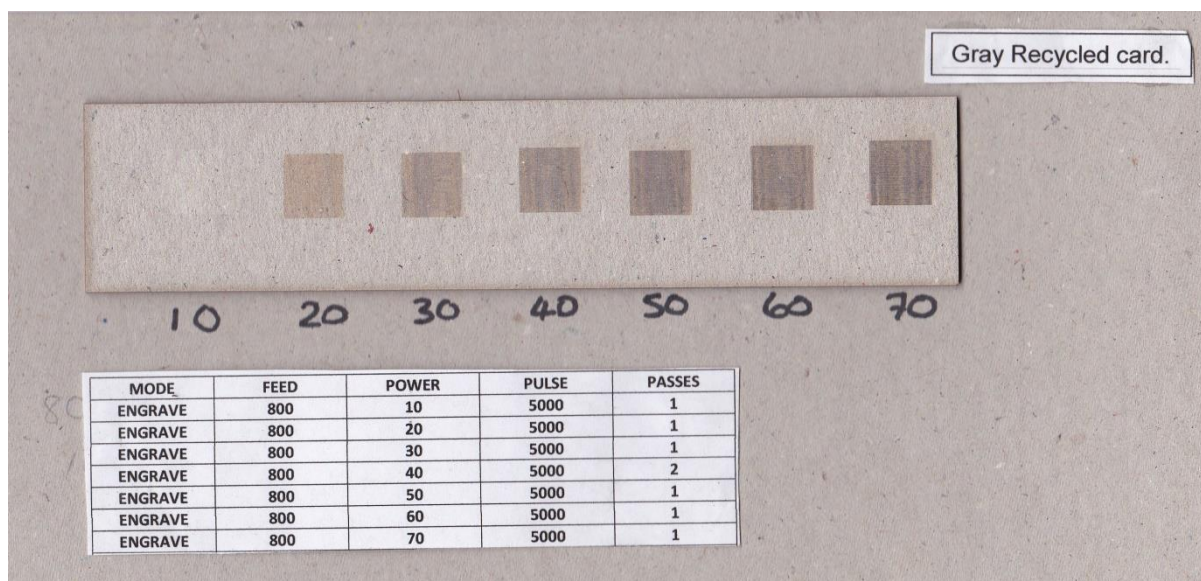 Gray Recycled card.
10 20 30 40 50 60 70
MODE FEED POWER PULSE PASSES
ENGRAVE 800 10 5000 1
80
ENGRAVE 800 20 5000 1
ENGRAVE 800 30 5000 1
ENGRAVE 800 40 5000 2
ENGRAVE 800 50 5000 1
ENGRAVE 800 60 5000 1
ENGRAVE 800 70 5000 1